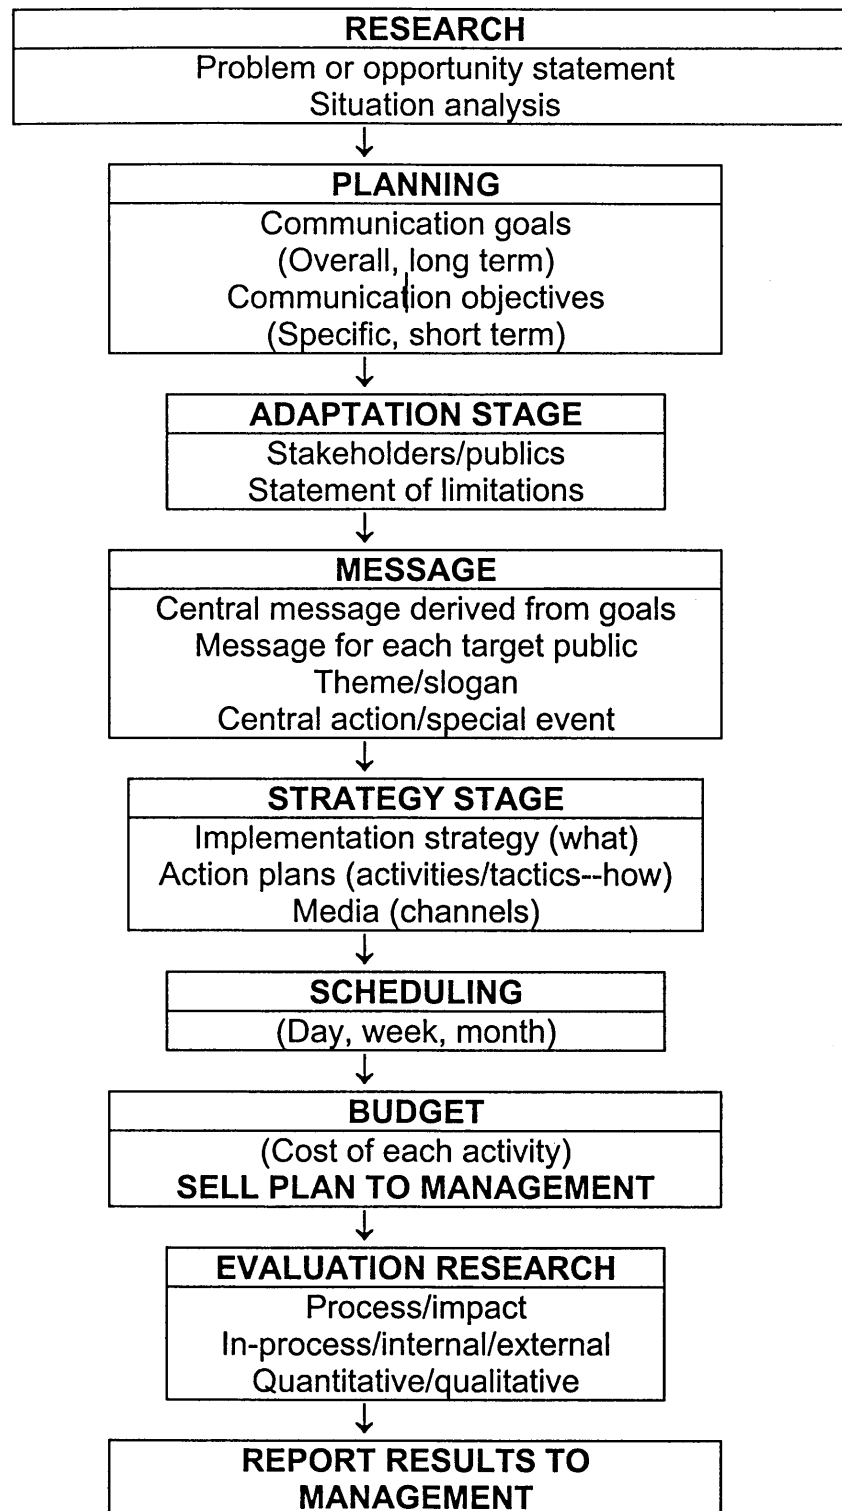 RESEARCH
Problem or opportunity statement
Situation analysis
PLANNING
Communication goals
(Overall, long term)
Communication objectives
(Specific, short term)
ADAPTATION STAGE
Stakeholders/publics
Statement of limitations
MESSAGE
Central message derived from goals
Message for each target public
Theme/slogan
Central action/special event
STRATEGY STAGE
Implementation strategy (what)
Action plans (activities/tactics--how)
Media (channels)
SCHEDULING
(Day, week, month)
BUDGET
(Cost of each activity)
SELL PLAN TO MANAGEMENT
EVALUATION RESEARCH
Process/impact
In-process/internal/external
Quantitative/qualitative
REPORT RESULTS TO
MANAGEMENT